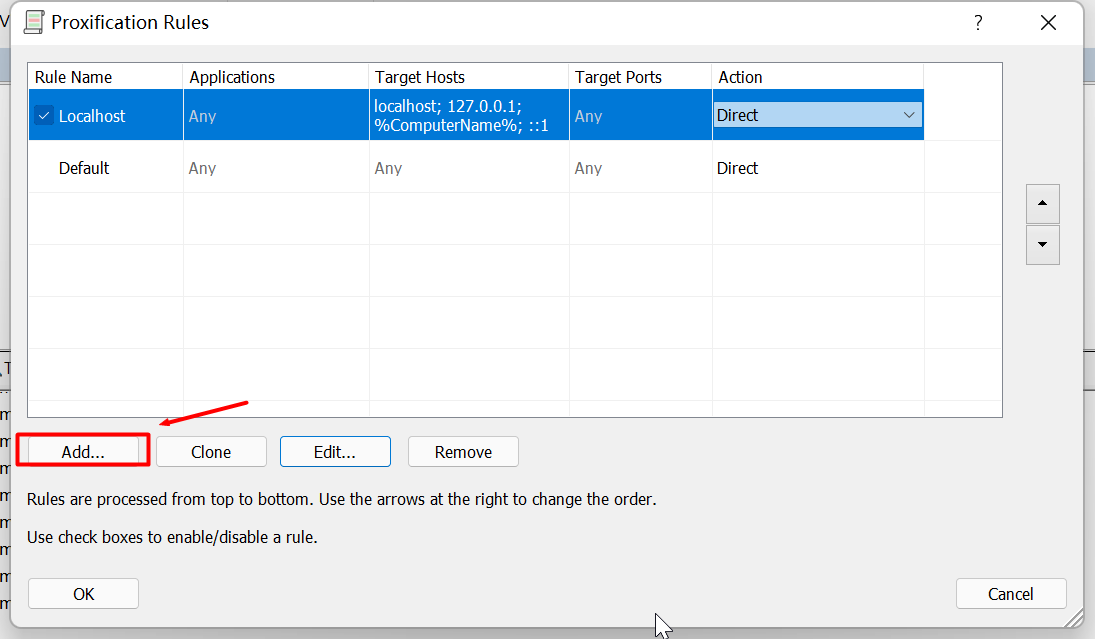 Proxification Rules
?
Rule Name Applications Target Hosts Target Ports Action
Localhost Any localhost; 127.0.0.1; %ComputerName%; ::1 Any Direct
Default Any Any Any Direct
Add... Clone Edit... Remove
Rules are processed from top to bottom. Use the arrows at the right to change the order.
Use check boxes to enable/disable a rule.
OK Cancel